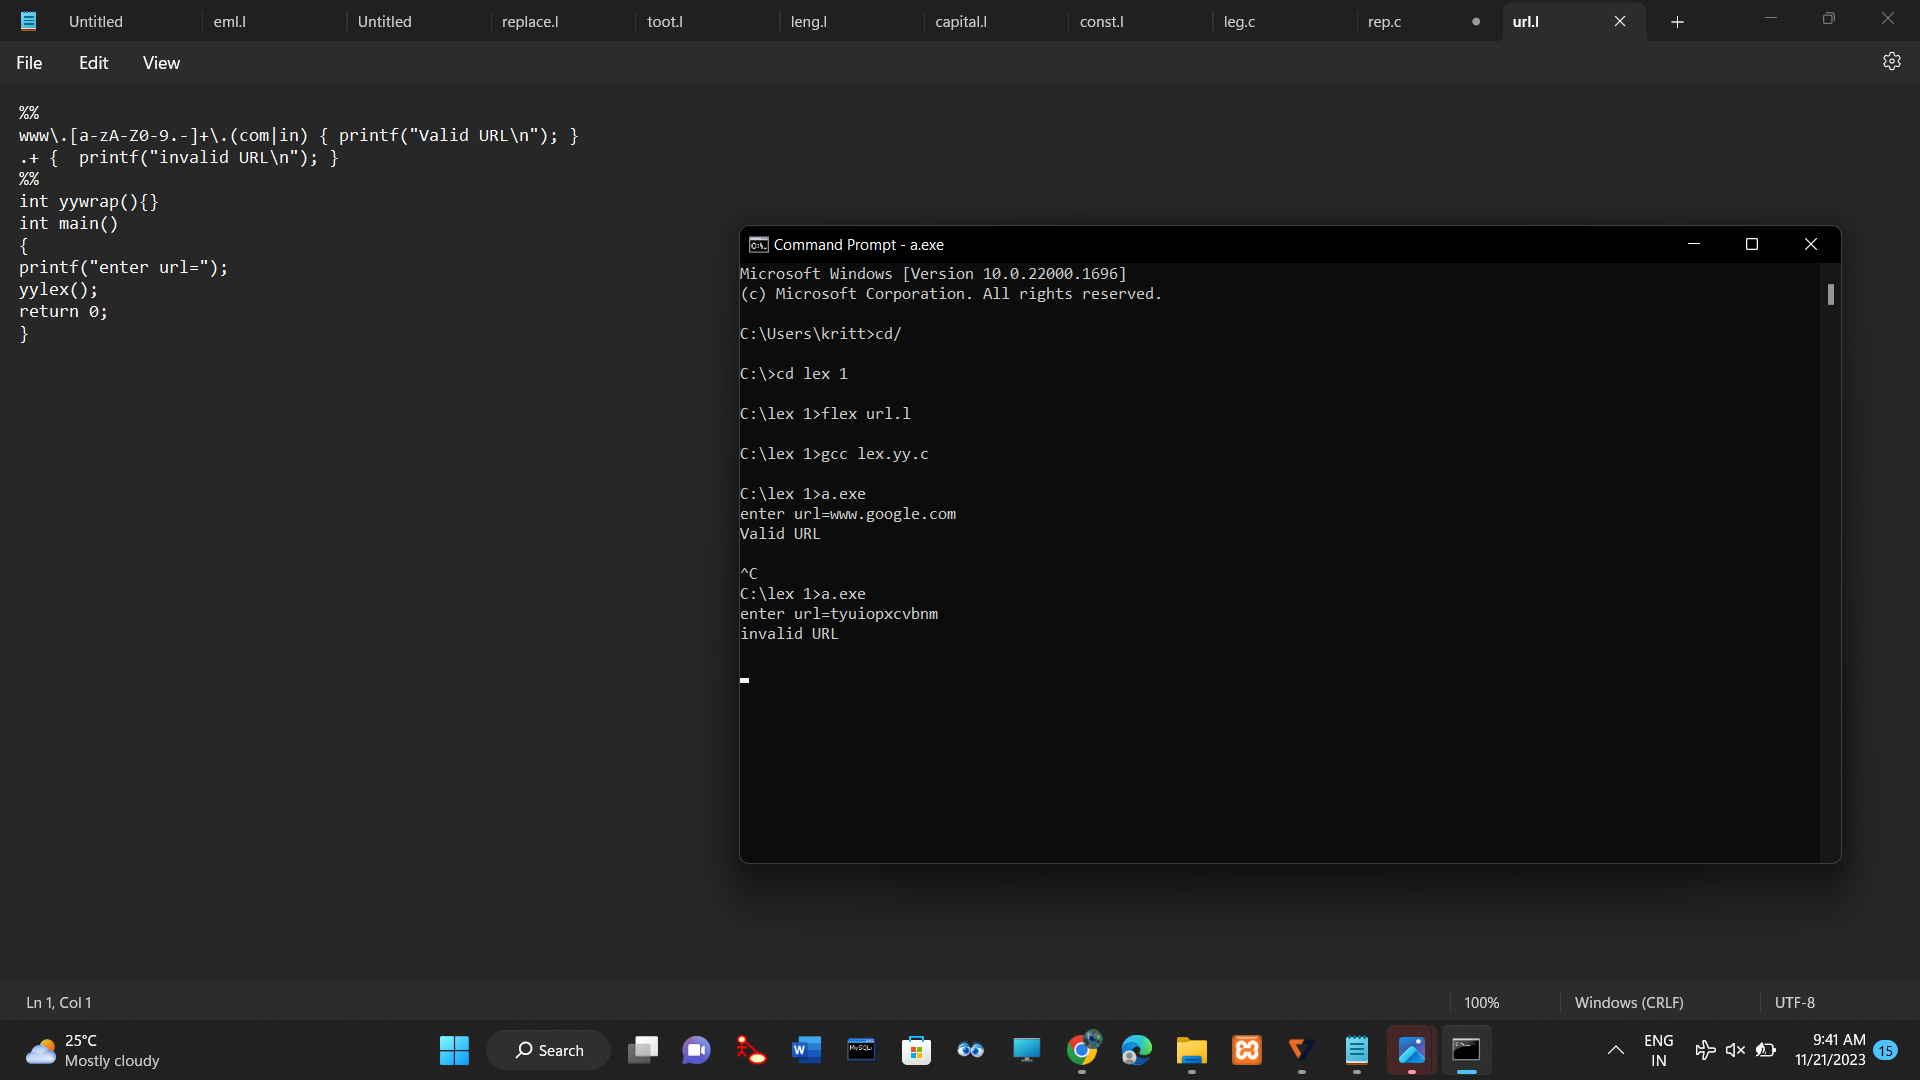 Untitled
eml.l
Untitled
replace.l
toot.l
leng.l
capital.l
const.l
leg.c
rep.c
url.l
File
Edit
View
%%
www\.[a-zA-Z0-9.-]+\.(com|in) { printf("Valid URL\n"); }
.+ {  printf("invalid URL\n"); }
%%
int yywrap(){}
int main()
{
printf("enter url=");
yylex();
return 0;
}
Command Prompt - a.exe
Microsoft Windows [Version 10.0.22000.1696]
(c) Microsoft Corporation. All rights reserved.
C:\Users\kritt>cd/
C:\>cd lex 1
C:\lex 1>flex url.l
C:\lex 1>gcc lex.yy.c
C:\lex 1>a.exe
enter url=www.google.com
Valid URL
^C
C:\lex 1>a.exe
enter url=tyuiopxcvbnm
invalid URL
Ln 1, Col 1
100%
Windows (CRLF)
UTF-8
25°C
Mostly cloudy
Search
W
MySQL
ENG
IN
9:41 AM
11/21/2023
15